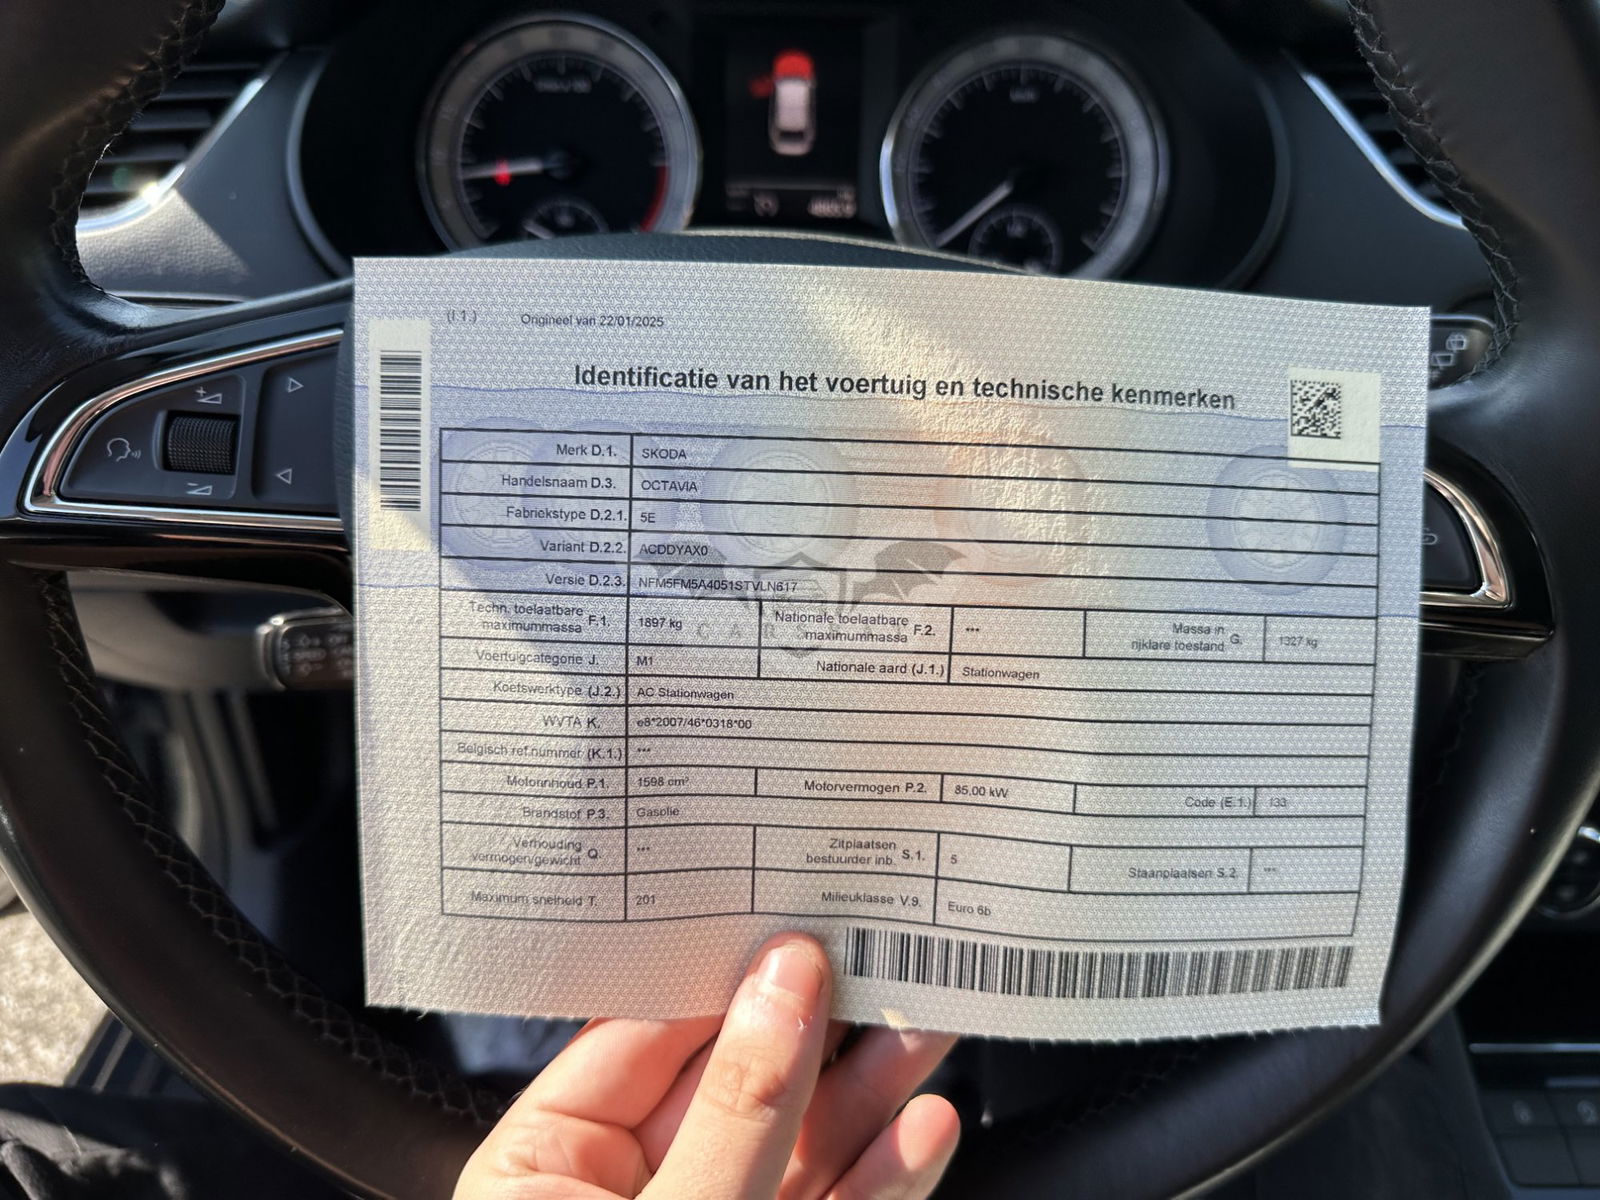 (I.1.) Origineel van 22/01/2025
Identificatie van het voertuig en technische kenmerken
Merk D.1. SKODA
Handelsnaam D.3. OCTAVIA
Fabriekstype D.2.1. 5E
Variant D.2.2. ACDDYAX0
Versie D.2.3. NFM5FM5A4051STVLN617
Techn. toelaatbare maximummassa F.1. 1897 kg Nationale toelaatbare maximummassa F.2. *** Massa in rijklare toestand G. 1327 kg
Voertuigcategorie J. M1 Nationale aard (J.1.) Stationwagen
Koetswerktype (J.2.) AC Stationwagen
WVTA K. e8*2007/46*0318*00
Belgisch ref.nummer (K.1.) ***
Motorinhoud P.1. 1598 cm³ Motorvermogen P.2. 85.00 kW Code (E.1.) 133
Brandstof P.3. Gasolie
Verhouding vermogen/gewicht Q. *** Zitplaatsen bestuurder inb. S.1. 5 Staanplaatsen S.2. ***
Maximum snelheid T. 201 Milieuklasse V.9. Euro 6b